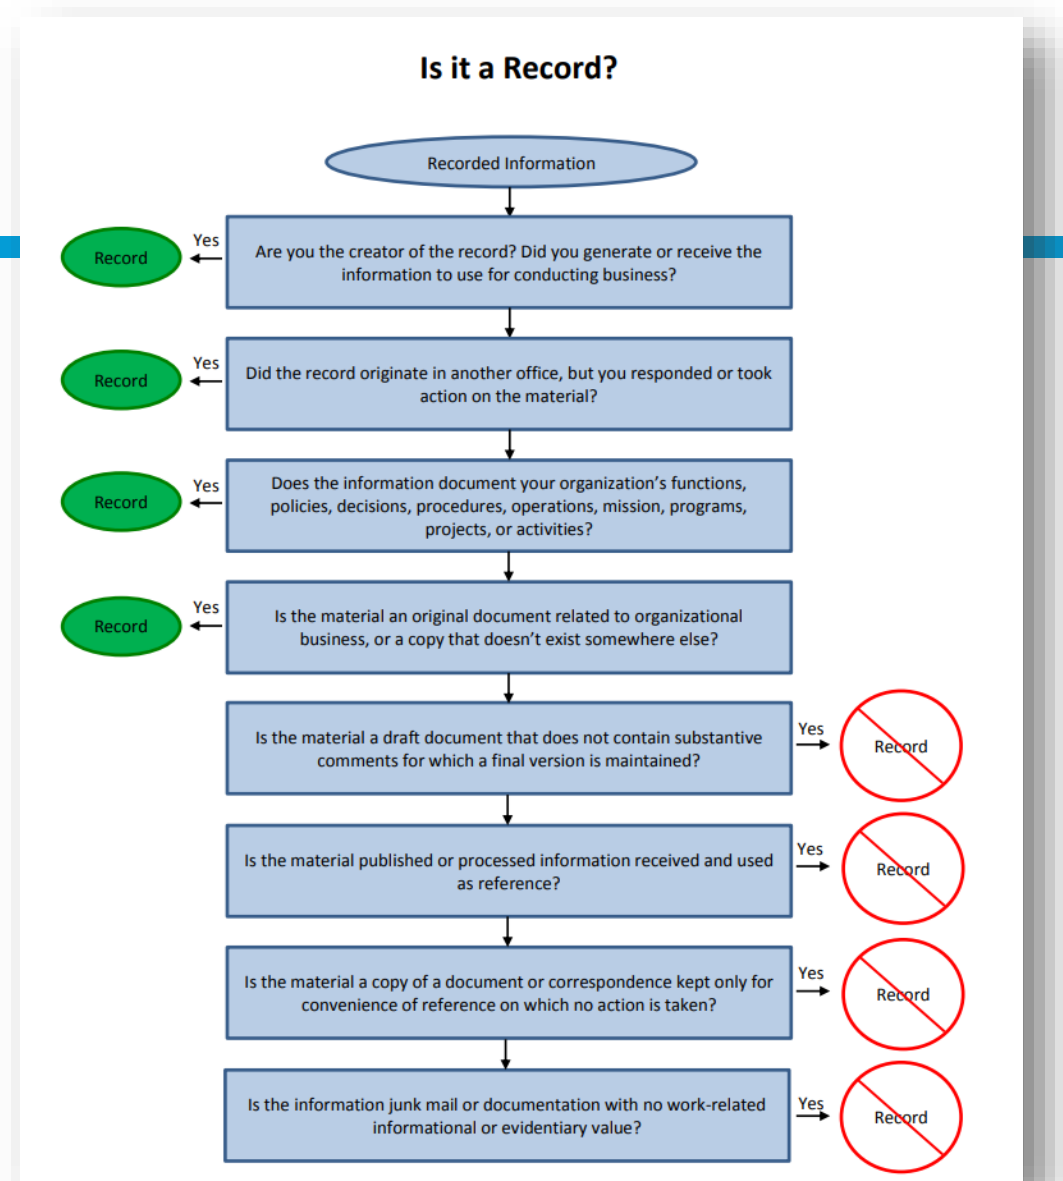 Is it a Record?
Recorded Information
Yes
Record
Are you the creator of the record? Did you generate or receive the
information to use for conducting business?
Yes
Record
Did the record originate in another office, but you responded or took
action on the material?
Yes
Record
Does the information document your organization’s functions,
policies, decisions, procedures, operations, mission, programs,
projects, or activities?
Yes
Record
Is the material an original document related to organizational
business, or a copy that doesn’t exist somewhere else?
Is the material a draft document that does not contain substantive
comments for which a final version is maintained?
Yes
Record
Is the material published or processed information received and used
as reference?
Yes
Record
Is the material a copy of a document or correspondence kept only for
convenience of reference on which no action is taken?
Yes
Record
Is the information junk mail or documentation with no work-related
informational or evidentiary value?
Yes
Record